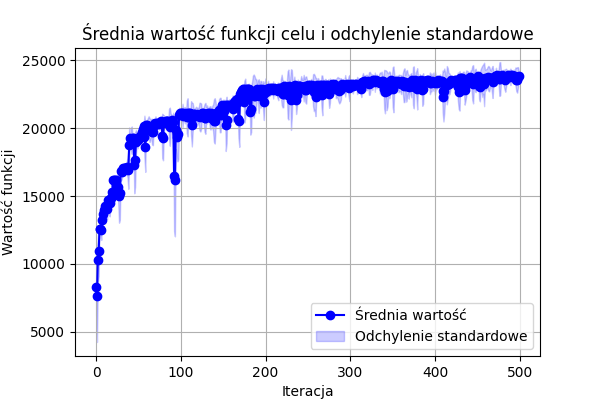 Średnia wartość funkcji celu i odchylenie standardowe
25000
20000
15000
10000
5000
Wartość funkcji
0 100 200 300 400 500
Iteracja
Średnia wartość
Odchylenie standardowe